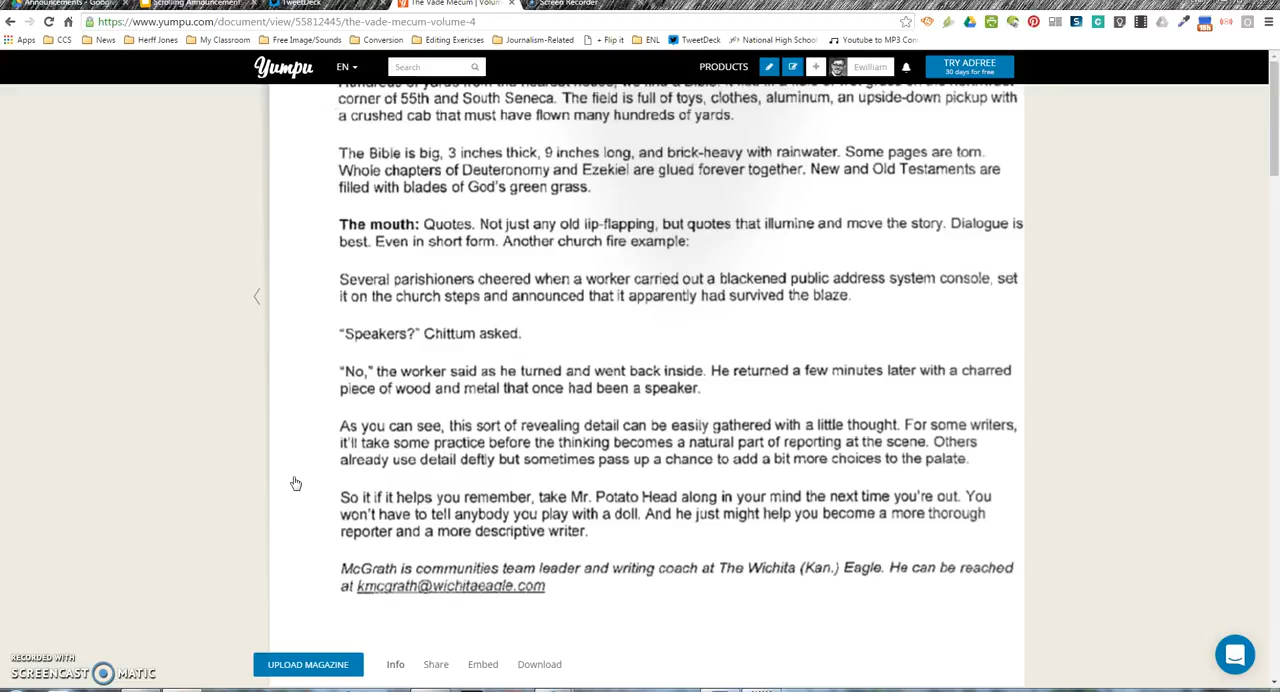 Announcements - Goog
Scrolling Announcement
TweetDeck
The Vade Mecum | Volum
Screen Recorder
https://www.yumpu.com/document/view/55812445/the-vade-mecum-volume-4
Apps CCS News Herff Jones My Classroom Free Image/Sounds Conversion Editing Exericses Journalism-Related + Flip it ENL TweetDeck National High School Youtube to MP3 Con
Yumpu EN Search PRODUCTS Ewilliam TRY ADFREE
30 days for free
corner of 55th and South Seneca. The field is full of toys, clothes, aluminum, an upside-down pickup with
a crushed cab that must have flown many hundreds of yards.
The Bible is big, 3 inches thick, 9 inches long, and brick-heavy with rainwater. Some pages are torn.
Whole chapters of Deuteronomy and Ezekiel are glued forever together. New and Old Testaments are
filled with blades of God's green grass.
The mouth: Quotes. Not just any old lip-flapping, but quotes that illumine and move the story. Dialogue is
best. Even in short form. Another church fire example:
Several parishioners cheered when a worker carried out a blackened public address system console, set
it on the church steps and announced that it apparently had survived the blaze.
“Speakers?” Chittum asked.
“No,” the worker said as he turned and went back inside. He returned a few minutes later with a charred
piece of wood and metal that once had been a speaker.
As you can see, this sort of revealing detail can be easily gathered with a little thought. For some writers,
it'll take some practice before the thinking becomes a natural part of reporting at the scene. Others
already use detail deftly but sometimes pass up a chance to add a bit more choices to the palate.
So it if it helps you remember, take Mr. Potato Head along in your mind the next time you're out. You
won't have to tell anybody you play with a doll. And he just might help you become a more thorough
reporter and a more descriptive writer.
McGrath is communities team leader and writing coach at The Wichita (Kan.) Eagle. He can be reached
at kmcgrath@wichitaeagle.com
UPLOAD MAGAZINE Info Share Embed Download
RECORDED WITH
SCREENCAST MATIC